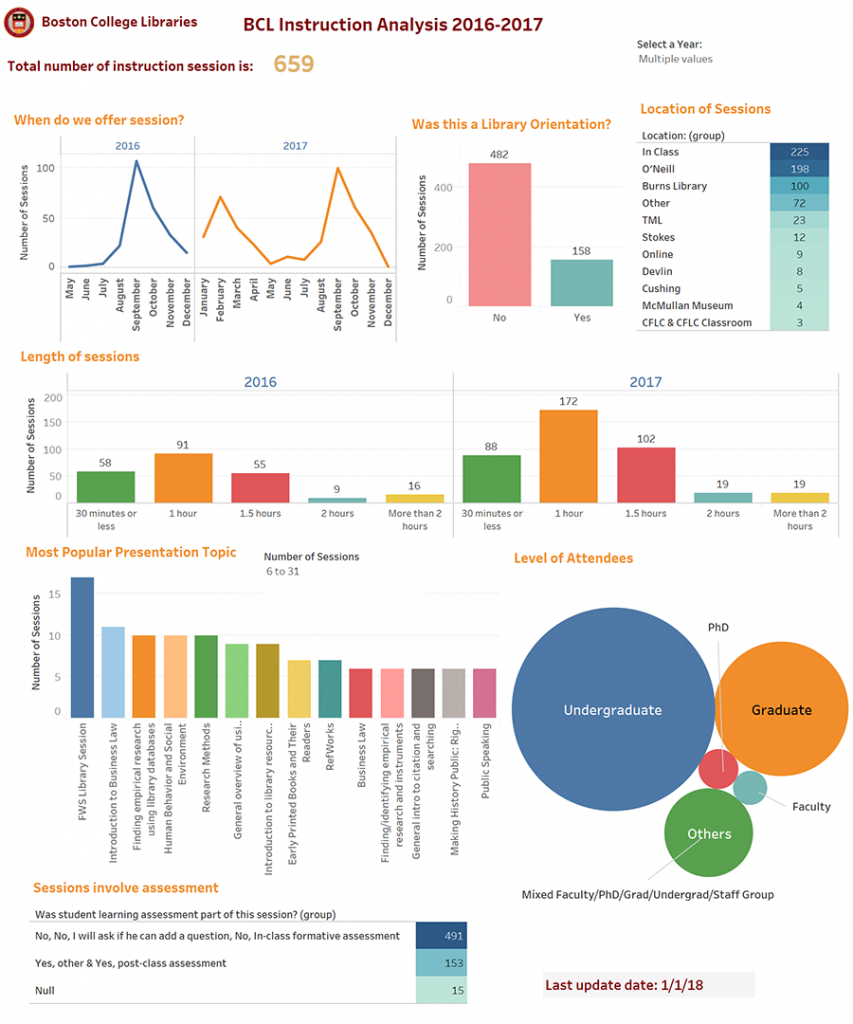 Boston College Libraries
BCL Instruction Analysis 2016-2017
Total number of instruction session is: 659
Select a Year:
Multiple values
When do we offer session?
2016
2017
Number of Sessions
100
50
0
May
June
July
August
September
October
November
December
January
February
March
April
May
June
July
August
September
October
November
December
Was this a Library Orientation?
Number of Sessions
400
200
0
482
158
No
Yes
Location of Sessions
Location: (group)
In Class 225
O'Neill 198
Burns Library 100
Other 72
TML 23
Stokes 12
Online 9
Devlin 8
Cushing 5
McMullan Museum 4
CFLC & CFLC Classroom 3
Length of sessions
2016
2017
Number of Sessions
200
150
100
50
0
58
91
55
9
16
88
172
102
19
19
30 minutes or
less
1 hour
1.5 hours
2 hours
More than 2
hours
30 minutes or
less
1 hour
1.5 hours
2 hours
More than 2
hours
Most Popular Presentation Topic
Number of Sessions
6 to 31
Number of Sessions
15
10
5
0
FWS Library Session
Introduction to Business Law
Finding empirical research
using library databases
Human Behavior and Social
Environment
Research Methods
General overview of usi..
Introduction to library resourc..
Early Printed Books and Their
Readers
RefWorks
Business Law
Finding/identifying empirical
research and instruments
General intro to citation and
searching
Making History Public: Rig..
Public Speaking
Level of Attendees
PhD
Undergraduate
Graduate
Faculty
Others
Mixed Faculty/PhD/Grad/Undergrad/Staff Group
Sessions involve assessment
Was student learning assessment part of this session? (group)
No, No, I will ask if he can add a question, No, In-class formative assessment 491
Yes, other & Yes, post-class assessment 153
Null 15
Last update date: 1/1/18